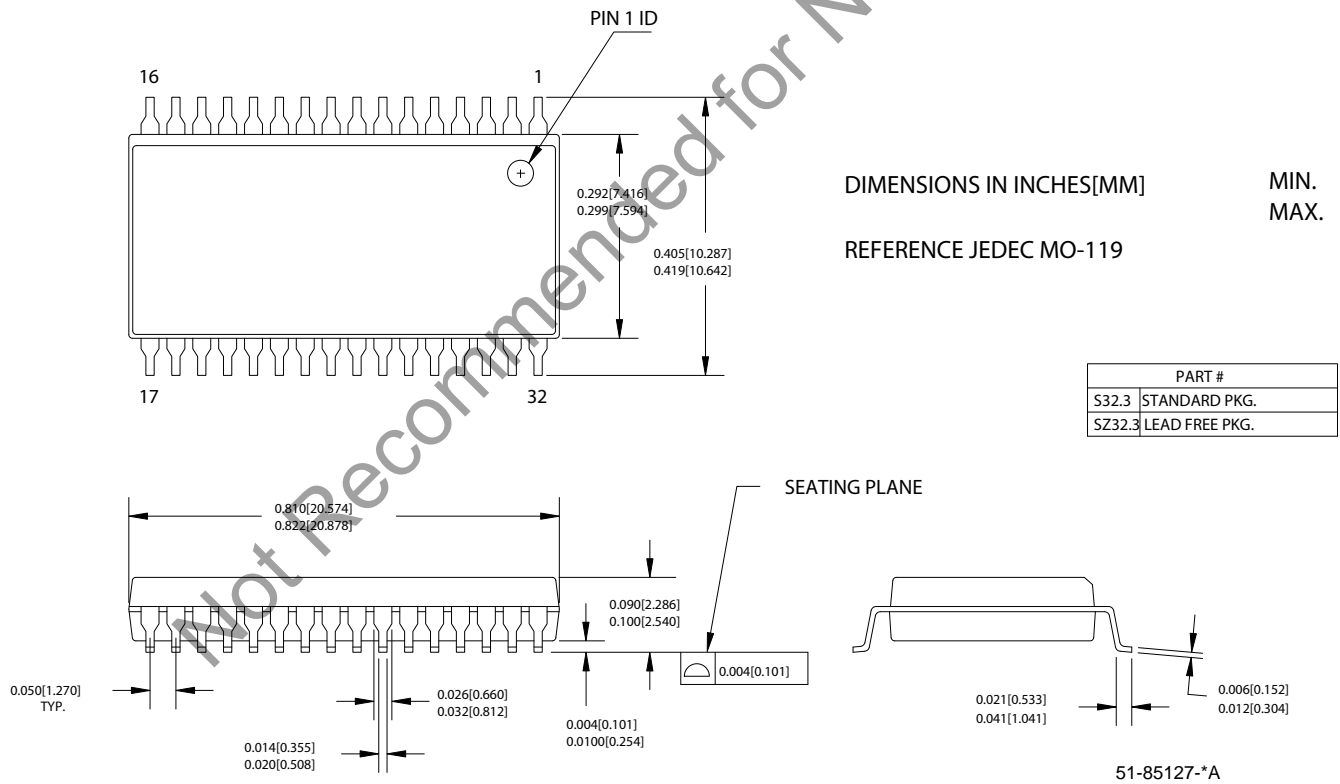 PIN 1 ID
16
1
0.292[7.416]
0.299[7.594]
0.405[10.287]
0.419[10.642]
17
32
DIMENSIONS IN INCHES[MM]
MIN.
MAX.
REFERENCE JEDEC MO-119
PART #
S32.3 STANDARD PKG.
SZ32.3 LEAD FREE PKG.
SEATING PLANE
0.810[20.574]
0.822[20.878]
0.090[2.286]
0.100[2.540]
0.004[0.101]
0.050[1.270]
TYP.
0.026[0.660]
0.032[0.812]
0.014[0.355]
0.020[0.508]
0.004[0.101]
0.0100[0.254]
0.021[0.533]
0.041[1.041]
0.006[0.152]
0.012[0.304]
51-85127-*A
Not Recommended for N